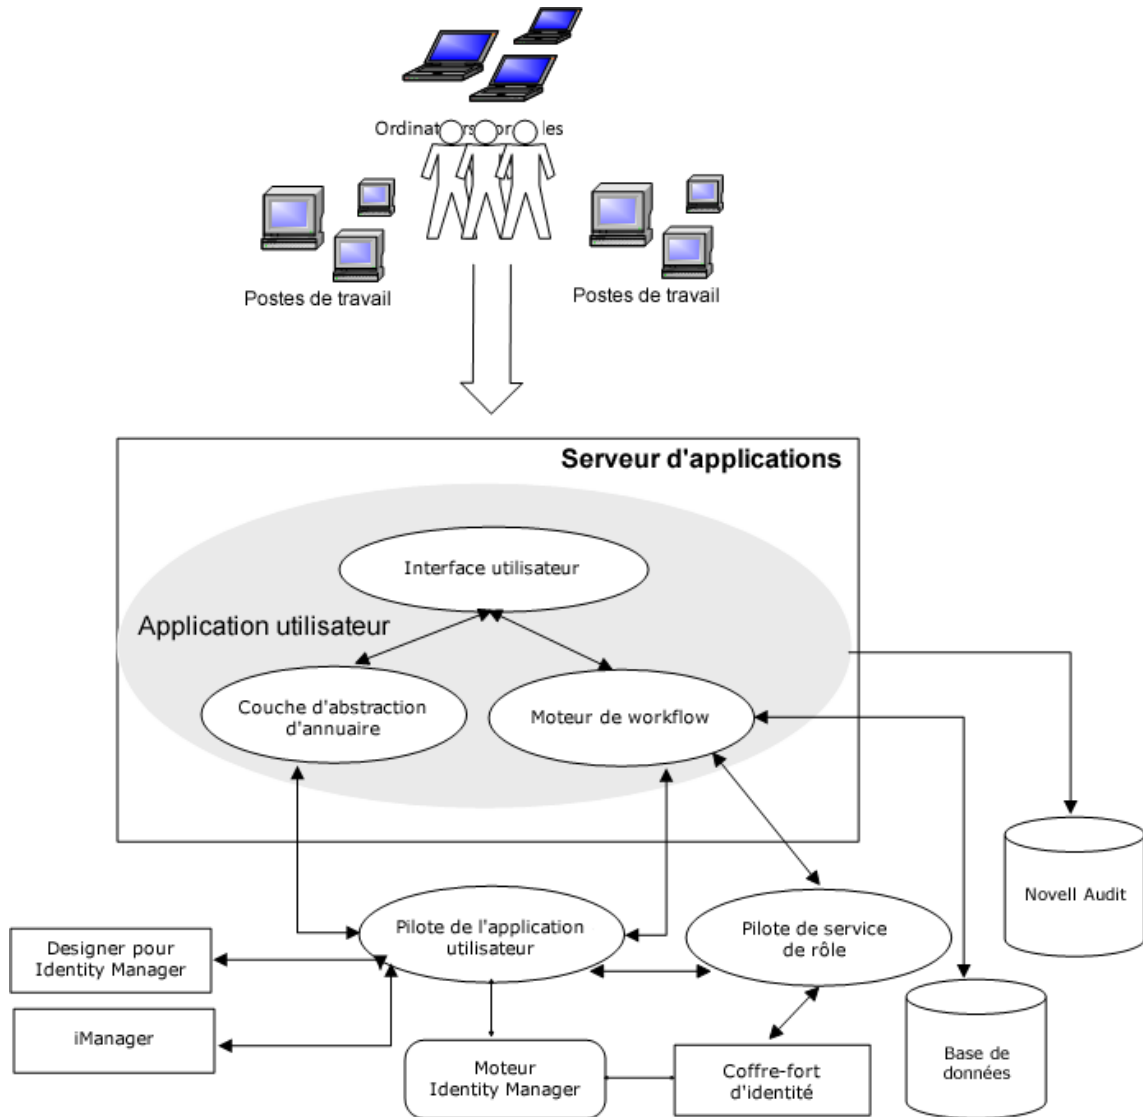 Postes de travail
Postes de travail
Serveur d'applications
Interface utilisateur
Application utilisateur
Couche d'abstraction
d'annuaire
Moteur de workflow
Novell Audit
Pilote de l'application
utilisateur
Pilote de service
de rôle
Designer pour
Identity Manager
iManager
Moteur
Identity Manager
Coffre-fort
d'identité
Base de
données